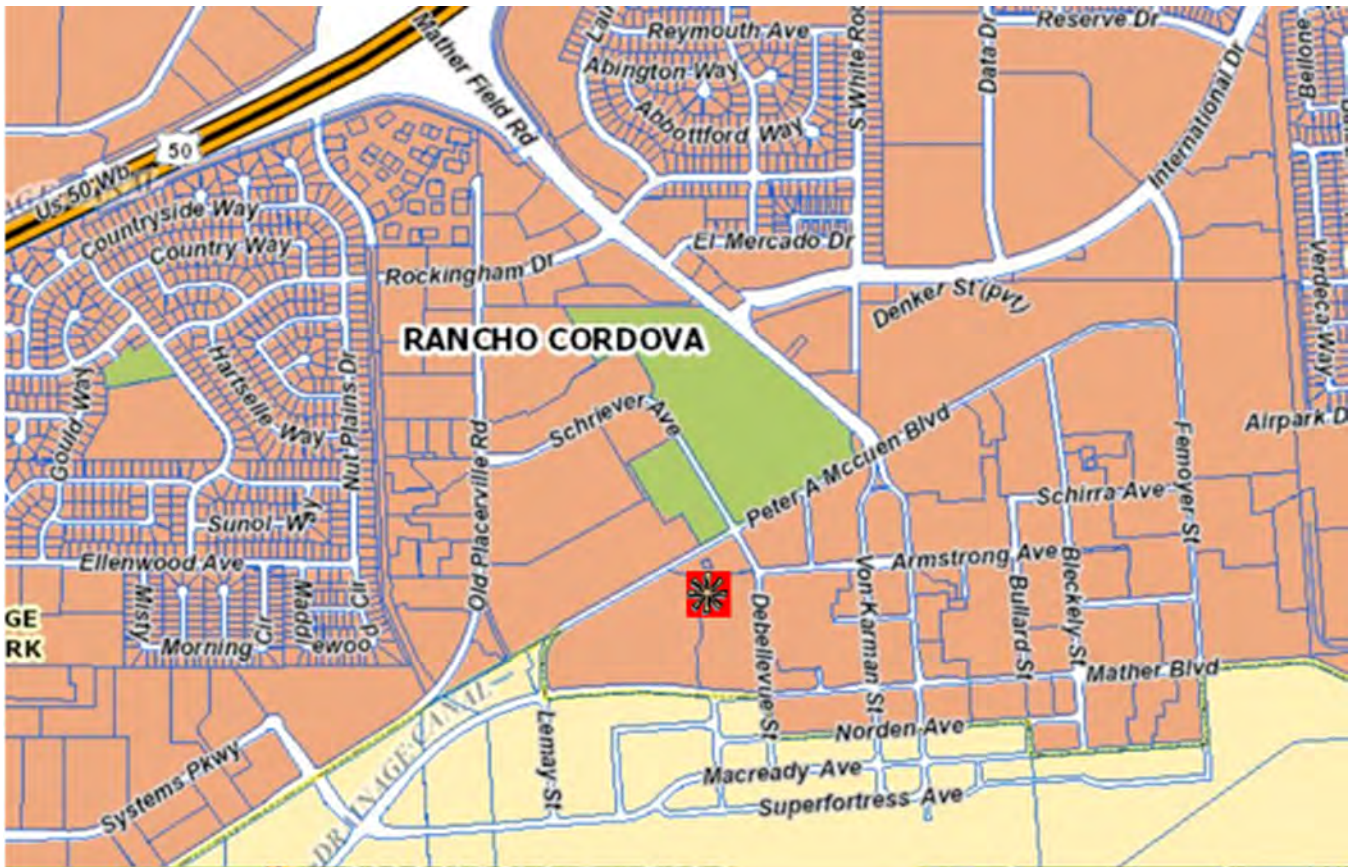 Mather Field Rd
Reymouth Ave
Abington Way
Abbottford Way
Data Dr
Reserve Dr
International Dr
50
Us 50 Wb
Countryside Way
Country Way
Rockingham Dr
El Mercado Dr
Denker St (pvt)
Verdeca Way
RANCHO CORDOVA
Hartselle Way
Nut Plains Dr
Gould Way
Schriever Ave
Old Placerville Rd
Peter A Mccuen Blvd
Airpark D
Femoyer St
Schirra Ave
Sunol Way
Ellenwood Ave
Armstrong Ave
Von Karman St
Bullard St
Bleckely St
Debellevue St
Misty
Morning
Cir
Cir
GE
RK
Mather Blvd
DRAINAGE CANAL
Lemay St
Norden Ave
Macready Ave
Superfortress Ave
Systems Pkwy